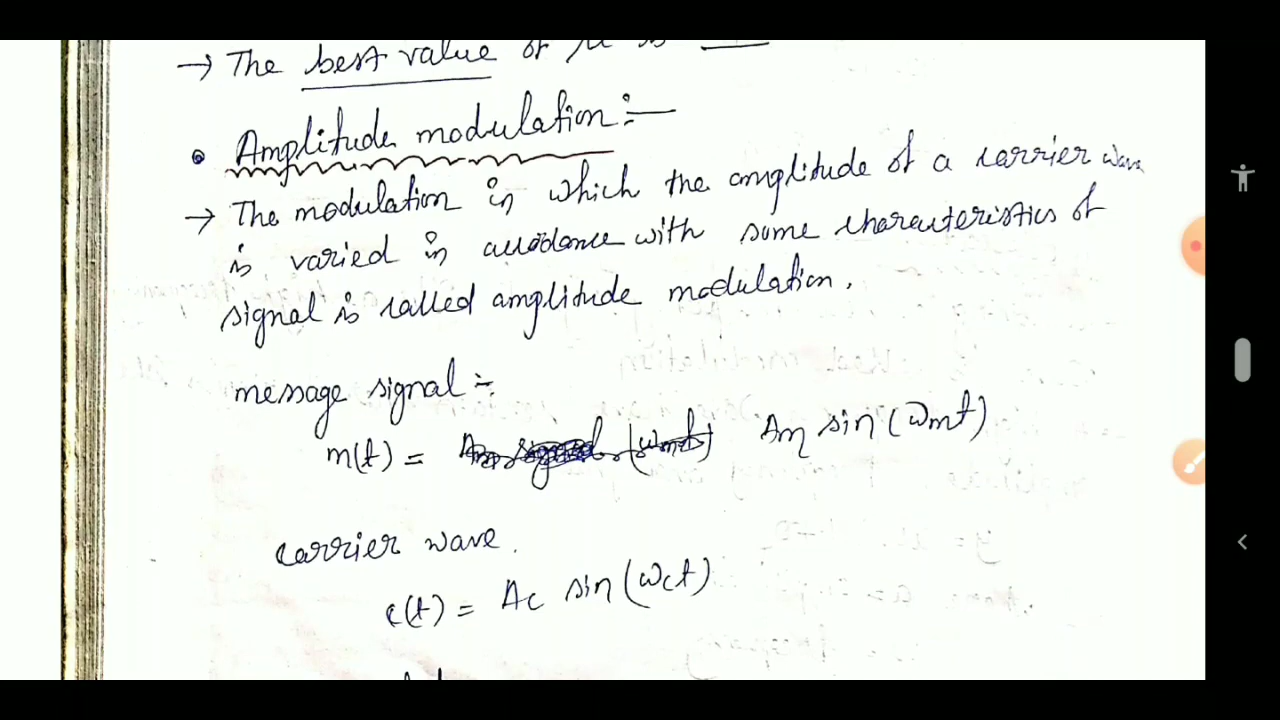 → The best value of μ is
• Amplitude modulation :—
→ The modulation in which the amplitude of a carrier wave
is varied in accordance with some characteristics of
signal is called amplitude modulation.
message signal :-
m(t) = Am sin(ωmt)
carrier wave.
c(t) = Ac sin(ωct)